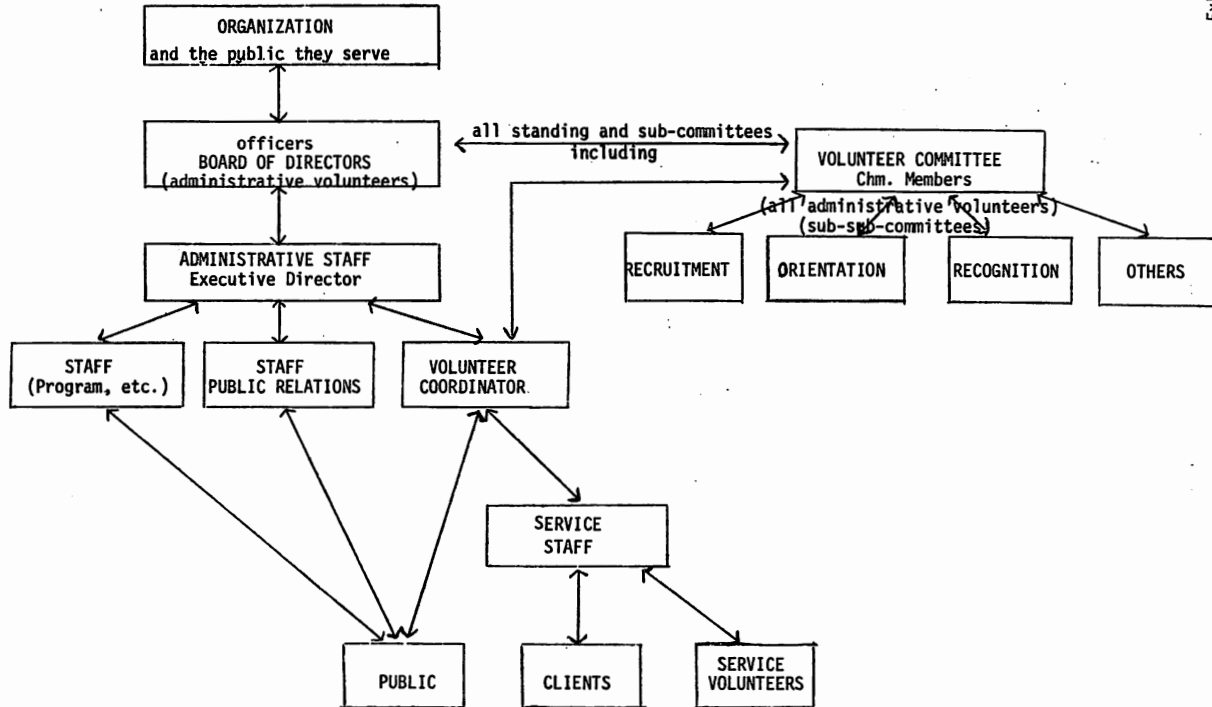 ORGANIZATION
and the public they serve
officers
BOARD OF DIRECTORS
(administrative volunteers)
all standing and sub-committees
including
VOLUNTEER COMMITTEE
Chm. Members
(all administrative volunteers)
(sub-sub-committees)
RECRUITMENT
ORIENTATION
RECOGNITION
OTHERS
ADMINISTRATIVE STAFF
Executive Director
STAFF
(Program, etc.)
STAFF
PUBLIC RELATIONS
VOLUNTEER
COORDINATOR
SERVICE
STAFF
PUBLIC
CLIENTS
SERVICE
VOLUNTEERS